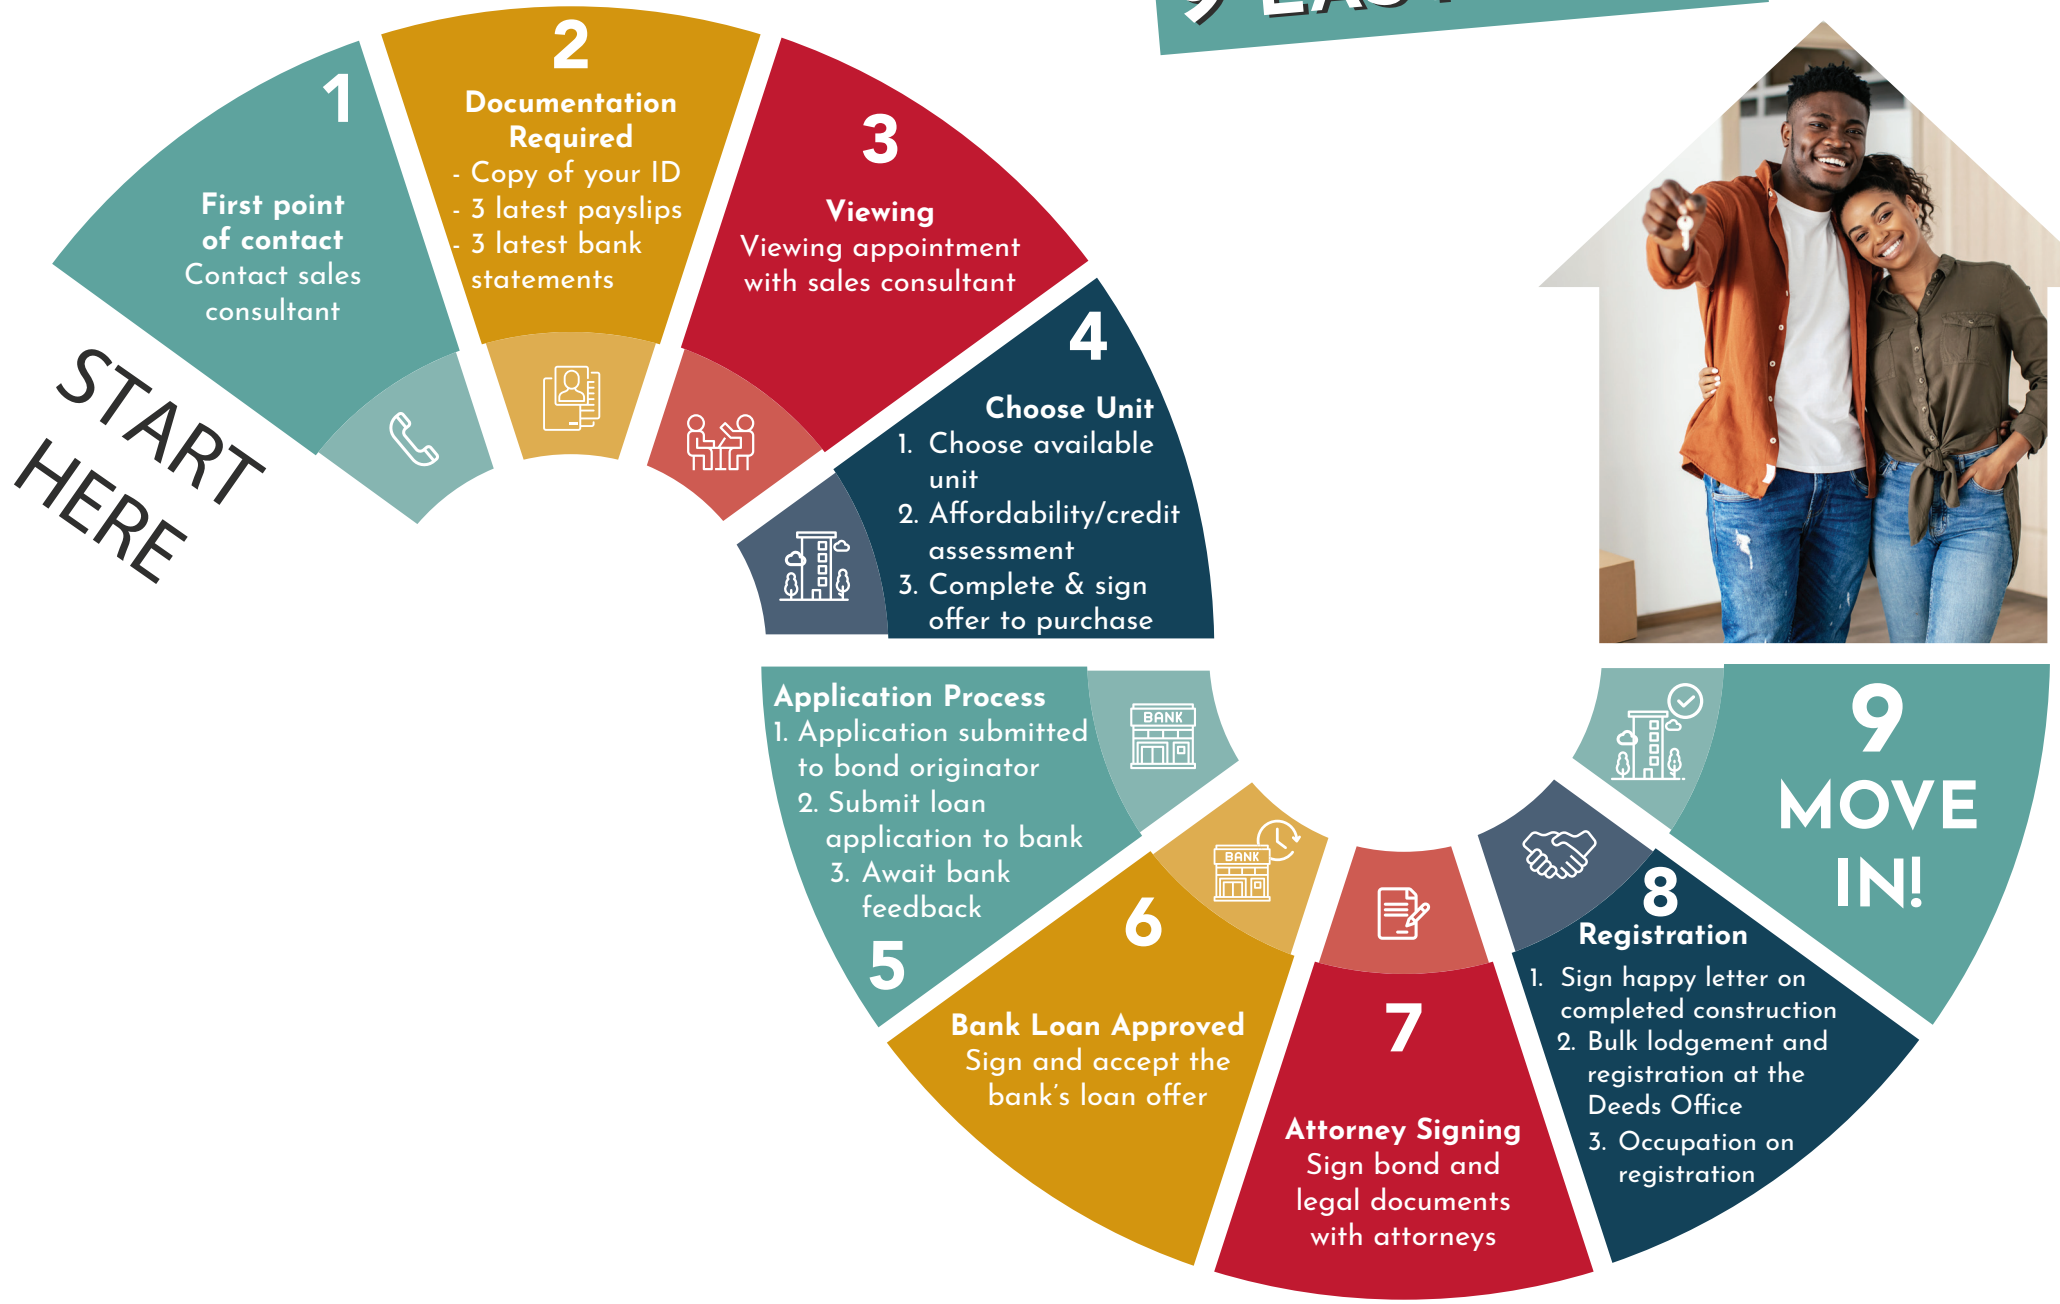 9 EAS
START
HERE
1
First point
of contact
Contact sales
consultant
2
Documentation
Required
- Copy of your ID
- 3 latest payslips
- 3 latest bank
statements
3
Viewing
Viewing appointment
with sales consultant
4
Choose Unit
1. Choose available
unit
2. Affordability/credit
assessment
3. Complete & sign
offer to purchase
Application Process
1. Application submitted
to bond originator
2. Submit loan
application to bank
3. Await bank
feedback
5
BANK
BANK
6
Bank Loan Approved
Sign and accept the
bank's loan offer
7
Attorney Signing
Sign bond and
legal documents
with attorneys
8
Registration
1. Sign happy letter on
completed construction
2. Bulk lodgement and
registration at the
Deeds Office
3. Occupation on
registration
9
MOVE
IN!